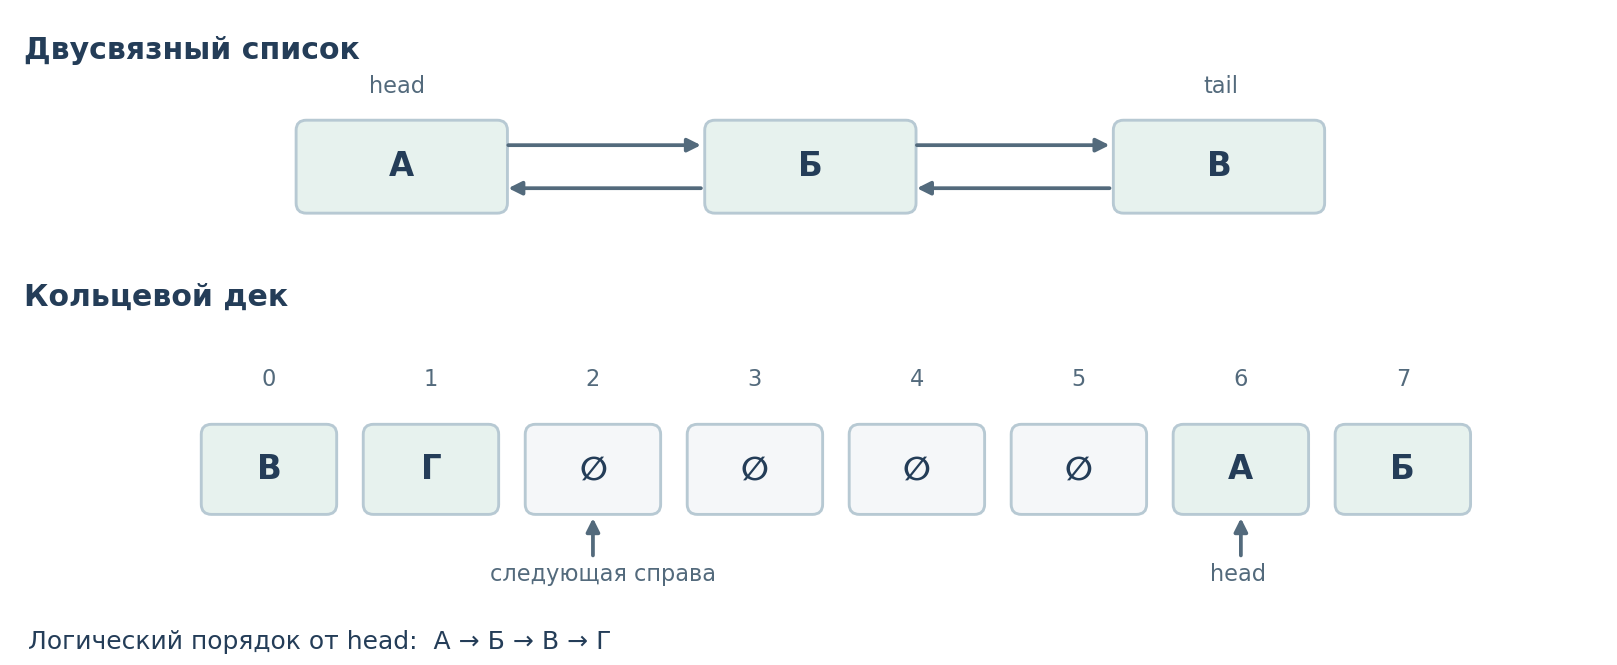 Двусвязный список
head tail
А Б В
Кольцевой дек
0 1 2 3 4 5 6 7
В Г ∅ ∅ ∅ ∅ А Б
следующая справа head
Логический порядок от head: А → Б → В → Г